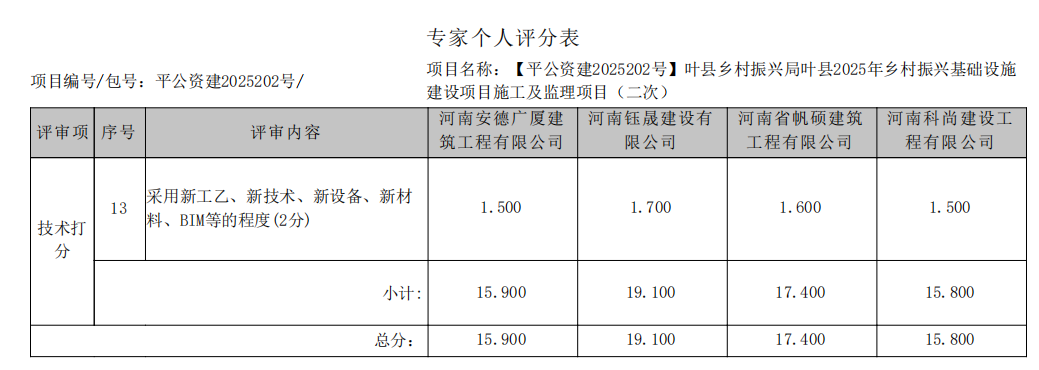 专家个人评分表
项目编号/包号：平公资建2025202号/
项目名称：【平公资建2025202号】叶县乡村振兴局叶县2025年乡村振兴基础设施
建设项目施工及监理项目（二次）
评审项 序号 评审内容 河南安德广厦建 河南钰晟建设有 河南省帆硕建筑 河南科尚建设工
筑工程有限公司 限公司 工程有限公司 程有限公司
采用新工乙、新技术、新设备、新材
13 1.500 1.700 1.600 1.500
料、BIM等的程度(2分)
技术打
分
小计: 15.900 19.100 17.400 15.800
总分： 15.900 19.100 17.400 15.800